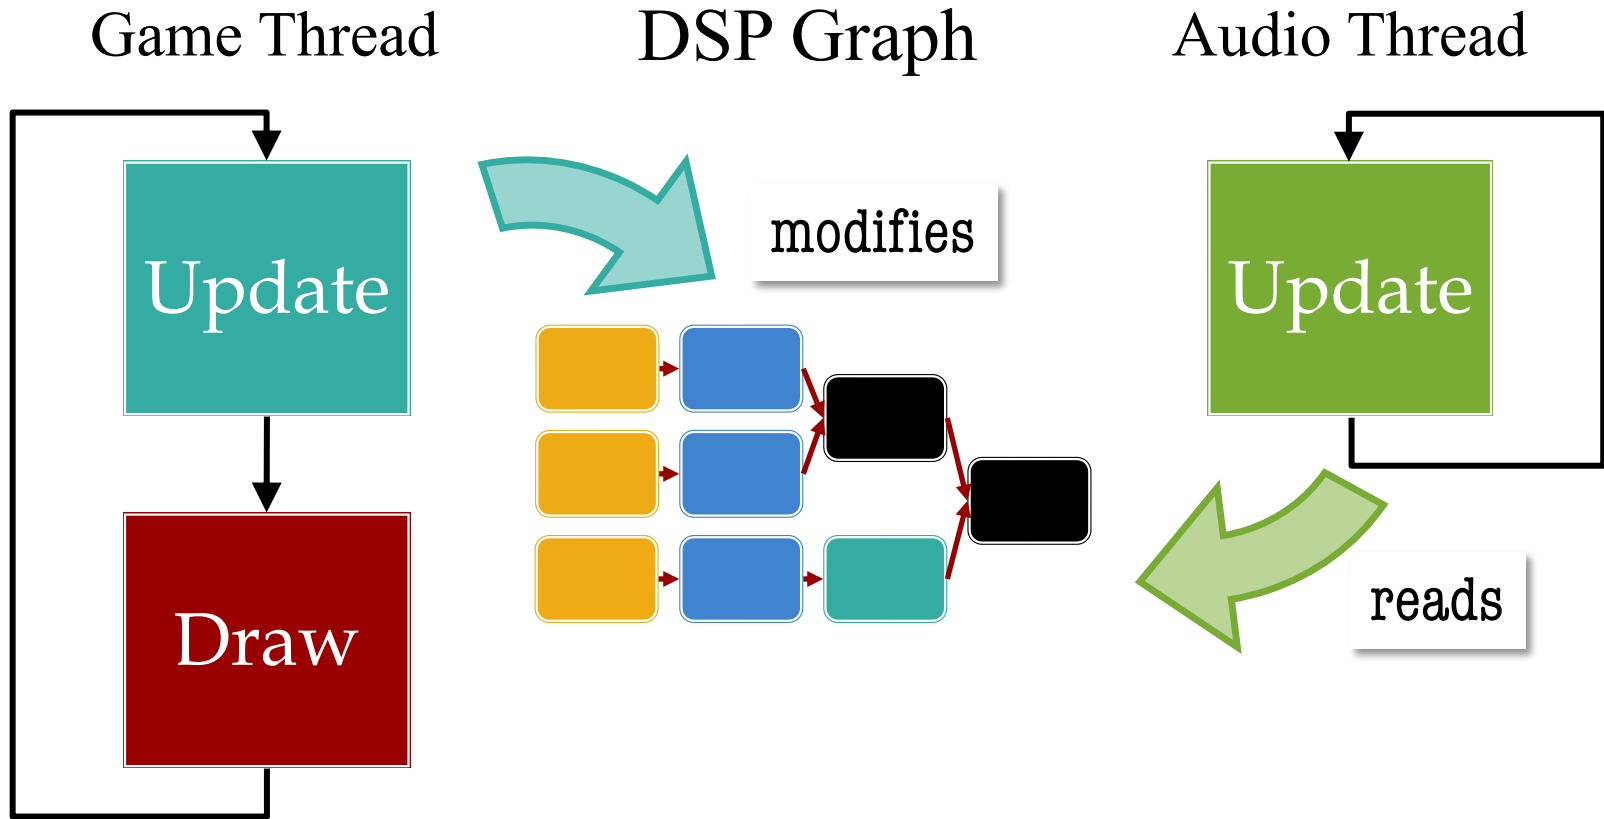 Game Thread
DSP Graph
Audio Thread
modifies
Update
Update
Draw
reads